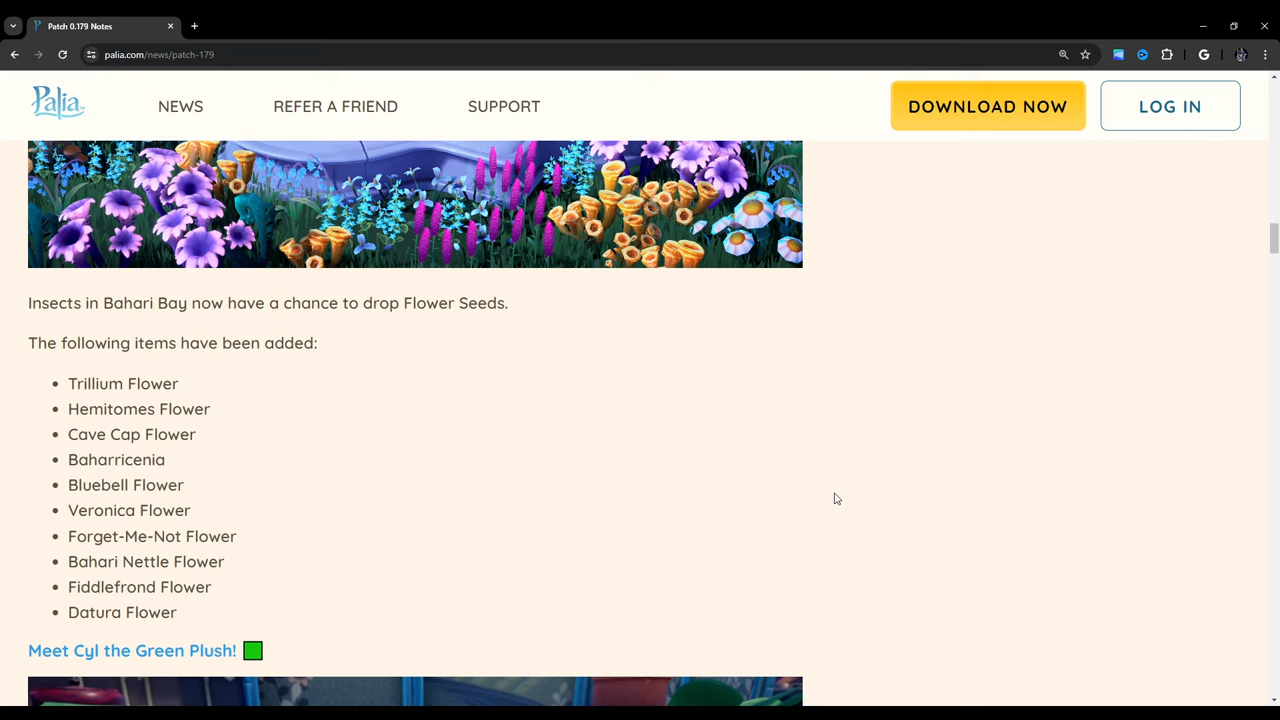 Patch 0.179 Notes
palia.com/news/patch-179
Palia
NEWS
REFER A FRIEND
SUPPORT
DOWNLOAD NOW
LOG IN
Insects in Bahari Bay now have a chance to drop Flower Seeds.
The following items have been added:
Trillium Flower
Hemitomes Flower
Cave Cap Flower
Baharricenia
Bluebell Flower
Veronica Flower
Forget-Me-Not Flower
Bahari Nettle Flower
Fiddlefrond Flower
Datura Flower
Meet Cyl the Green Plush!